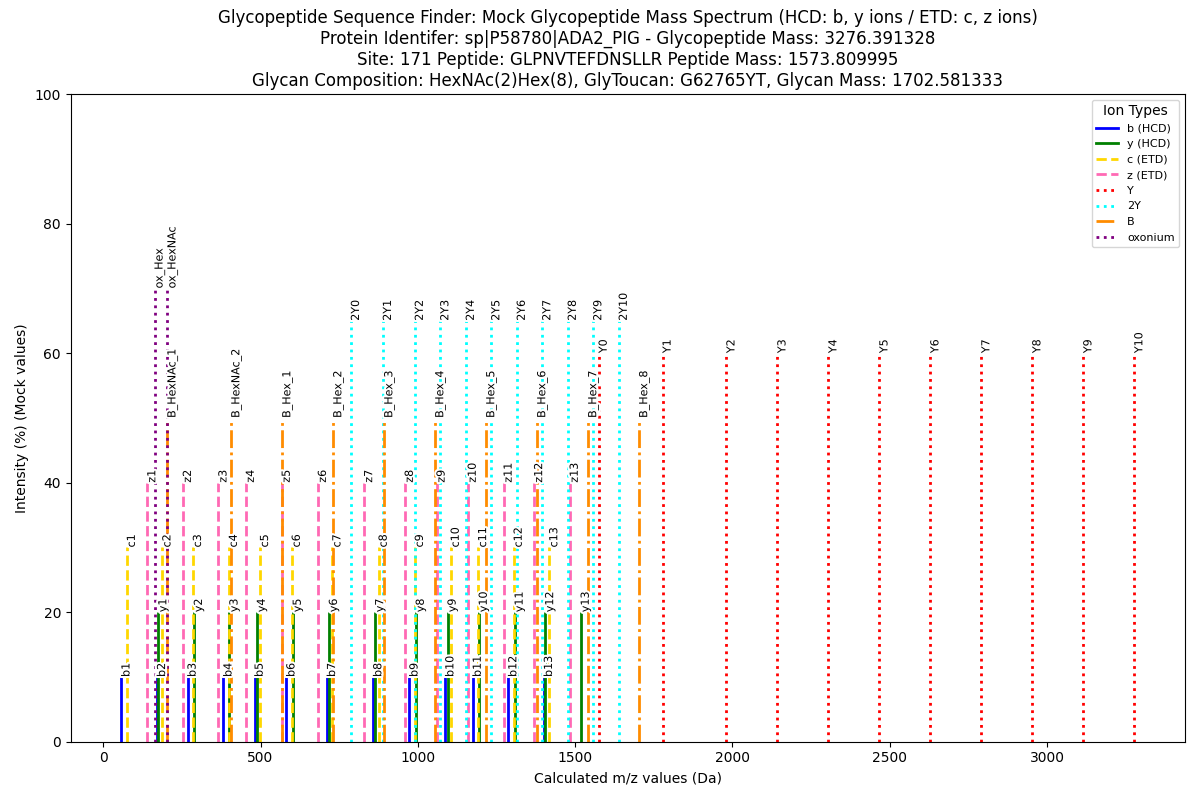 Glycopeptide Sequence Finder: Mock Glycopeptide Mass Spectrum (HCD: b, y ions / ETD: c, z ions)
Protein Identifer: sp|P58780|ADA2_PIG - Glycopeptide Mass: 3276.391328
Site: 171 Peptide: GLPNVTEFDNSLLR Peptide Mass: 1573.809995
Glycan Composition: HexNAc(2)Hex(8), GlyToucan: G62765YT, Glycan Mass: 1702.581333
Intensity (%) (Mock values)
100
80
60
40
20
0
Ion Types
b (HCD)
y (HCD)
c (ETD)
z (ETD)
Y
2Y
B
oxonium
ox_Hex
ox_HexNAc
2Y0
2Y1
2Y2
2Y3
2Y4
2Y5
2Y6
2Y7
2Y8
2Y9
2Y10
Y0
Y1
Y2
Y3
Y4
Y5
Y6
Y7
Y8
Y9
Y10
B_HexNAc_1
B_HexNAc_2
B_Hex_1
B_Hex_2
B_Hex_3
B_Hex_4
B_Hex_5
B_Hex_6
B_Hex_7
B_Hex_8
z1
z2
z3
z4
z5
z6
z7
z8
z9
z10
z11
z12
z13
c1
c2
c3
c4
c5
c6
c7
c8
c9
c10
c11
c12
c13
y1
y2
y3
y4
y5
y6
y7
y8
y9
y10
y11
y12
y13
b1
b2
b3
b4
b5
b6
b7
b8
b9
b10
b11
b12
b13
0
500
1000
1500
2000
2500
3000
Calculated m/z values (Da)